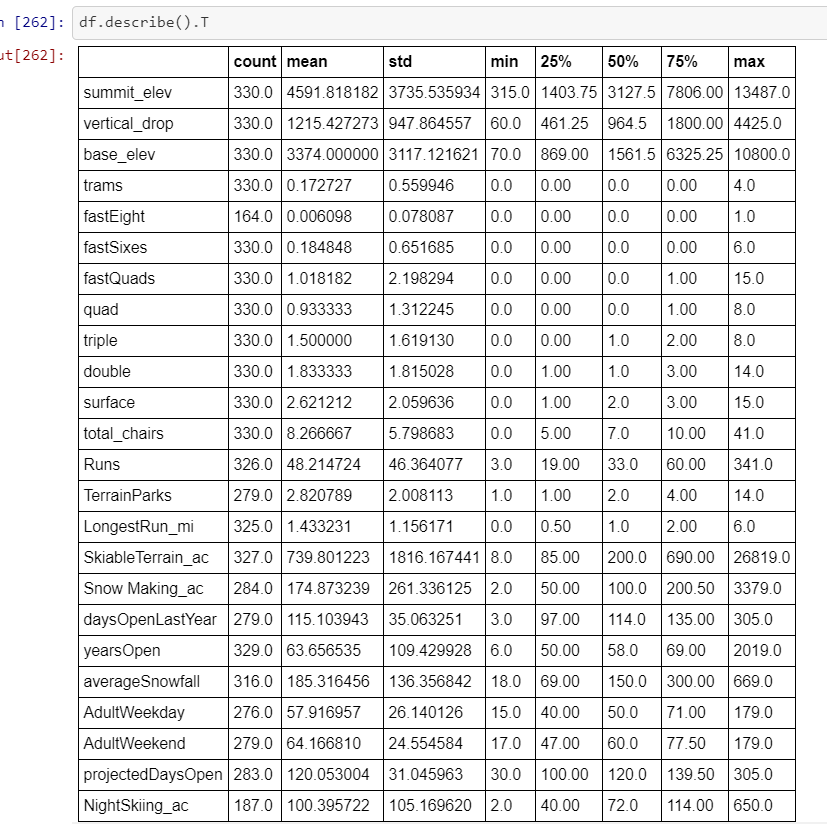 n [262]: df.describe().T
ut[262]:
count mean std min 25% 50% 75% max
summit_elev 330.0 4591.818182 3735.535934 315.0 1403.75 3127.5 7806.00 13487.0
vertical_drop 330.0 1215.427273 947.864557 60.0 461.25 964.5 1800.00 4425.0
base_elev 330.0 3374.000000 3117.121621 70.0 869.00 1561.5 6325.25 10800.0
trams 330.0 0.172727 0.559946 0.0 0.00 0.0 0.00 4.0
fastEight 164.0 0.006098 0.078087 0.0 0.00 0.0 0.00 1.0
fastSixes 330.0 0.184848 0.651685 0.0 0.00 0.0 0.00 6.0
fastQuads 330.0 1.018182 2.198294 0.0 0.00 0.0 1.00 15.0
quad 330.0 0.933333 1.312245 0.0 0.00 0.0 1.00 8.0
triple 330.0 1.500000 1.619130 0.0 0.00 1.0 2.00 8.0
double 330.0 1.833333 1.815028 0.0 1.00 1.0 3.00 14.0
surface 330.0 2.621212 2.059636 0.0 1.00 2.0 3.00 15.0
total_chairs 330.0 8.266667 5.798683 0.0 5.00 7.0 10.00 41.0
Runs 326.0 48.214724 46.364077 3.0 19.00 33.0 60.00 341.0
TerrainParks 279.0 2.820789 2.008113 1.0 1.00 2.0 4.00 14.0
LongestRun_mi 325.0 1.433231 1.156171 0.0 0.50 1.0 2.00 6.0
SkiableTerrain_ac 327.0 739.801223 1816.167441 8.0 85.00 200.0 690.00 26819.0
Snow Making_ac 284.0 174.873239 261.336125 2.0 50.00 100.0 200.50 3379.0
daysOpenLastYear 279.0 115.103943 35.063251 3.0 97.00 114.0 135.00 305.0
yearsOpen 329.0 63.656535 109.429928 6.0 50.00 58.0 69.00 2019.0
averageSnowfall 316.0 185.316456 136.356842 18.0 69.00 150.0 300.00 669.0
AdultWeekday 276.0 57.916957 26.140126 15.0 40.00 50.0 71.00 179.0
AdultWeekend 279.0 64.166810 24.554584 17.0 47.00 60.0 77.50 179.0
projectedDaysOpen 283.0 120.053004 31.045963 30.0 100.00 120.0 139.50 305.0
NightSkiing_ac 187.0 100.395722 105.169620 2.0 40.00 72.0 114.00 650.0